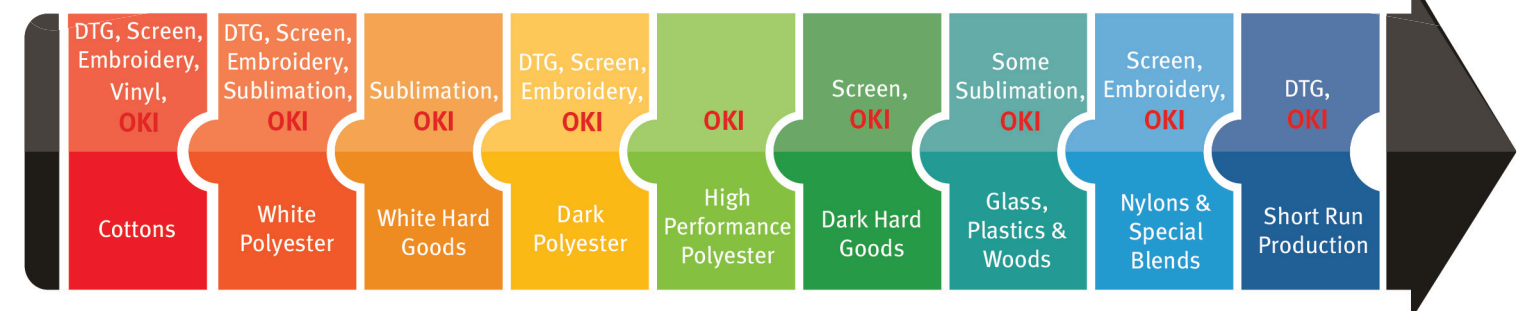 DTG, Screen,
Embroidery,
Vinyl,
OKI
Cottons
DTG, Screen,
Embroidery,
Sublimation,
OKI
White
Polyester
Sublimation,
OKI
White Hard
Goods
DTG, Screen,
Embroidery,
OKI
Dark
Polyester
OKI
High
Performance
Polyester
Screen,
OKI
Dark Hard
Goods
Some
Sublimation,
OKI
Glass,
Plastics &
Woods
Screen,
Embroidery,
OKI
Nylons &
Special
Blends
DTG,
OKI
Short Run
Production